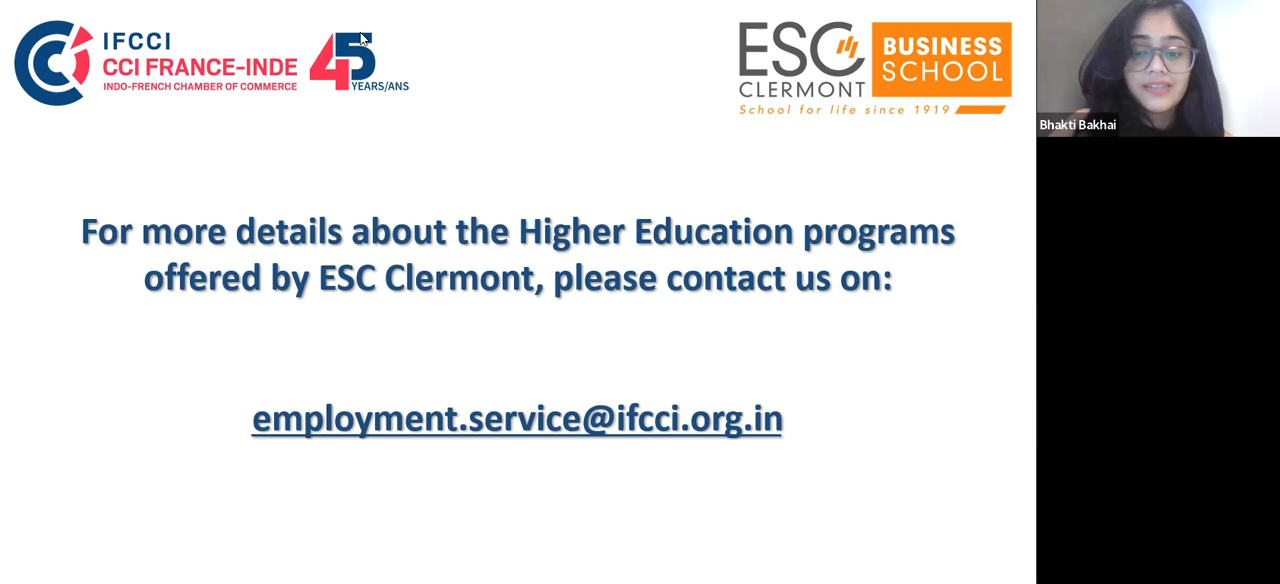 IFCCI
CCI FRANCE-INDE
INDO-FRENCH CHAMBER OF COMMERCE
45
YEARS/ANS
ESC
CLERMONT
BUSINESS
SCHOOL
School for life since 1919
Bhakti Bakhai
For more details about the Higher Education programs
offered by ESC Clermont, please contact us on:
employment.service@ifcci.org.in